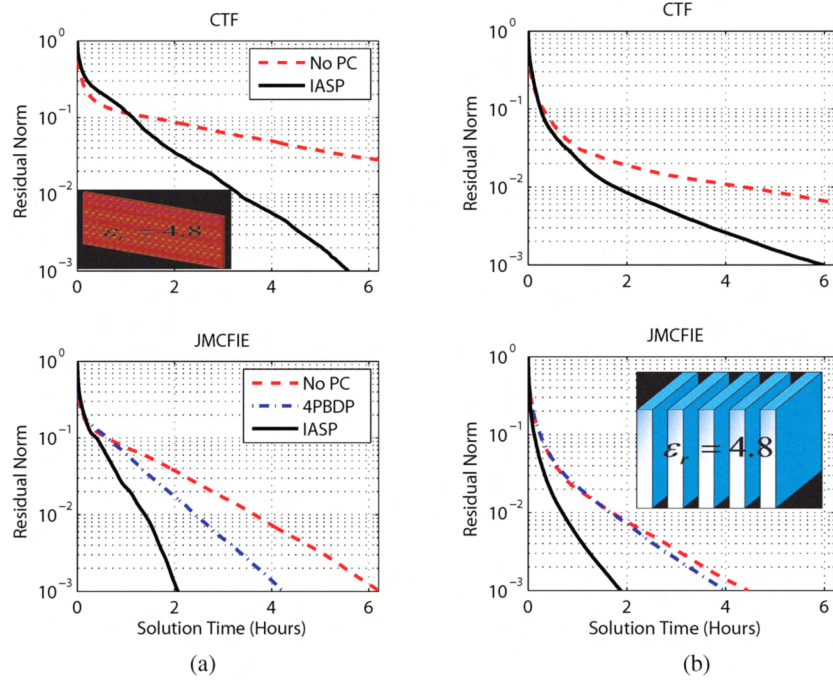 CTF
10^0
10^-1
10^-2
10^-3
Residual Norm
No PC
IASP
ε_r = 4.8
0 2 4 6
CTF
10^0
10^-1
10^-2
10^-3
Residual Norm
0 2 4 6
JMCFIE
10^0
10^-1
10^-2
10^-3
Residual Norm
No PC
4PBDP
IASP
0 2 4 6
Solution Time (Hours)
(a)
JMCFIE
10^0
10^-1
10^-2
10^-3
Residual Norm
ε_r = 4.8
0 2 4 6
Solution Time (Hours)
(b)